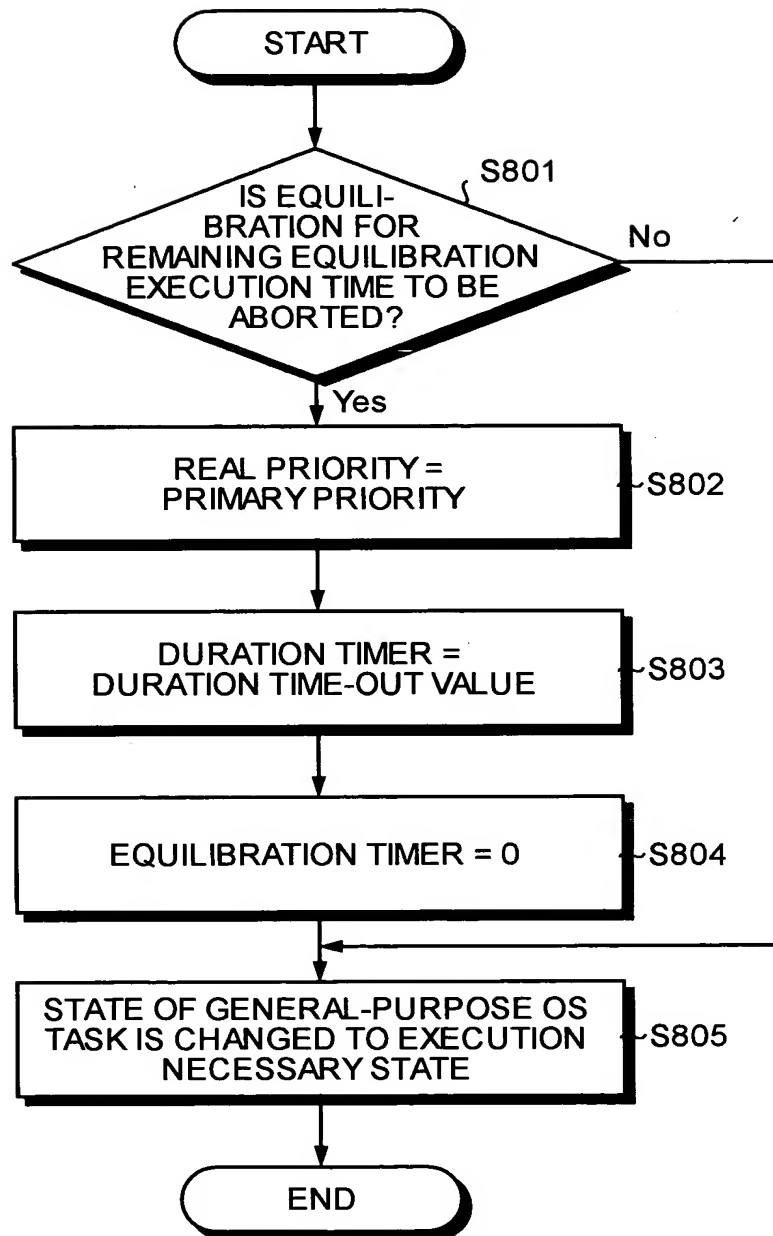 START
S801
IS EQUILI-
BRATION FOR
REMAINING EQUILIBRATION
EXECUTION TIME TO BE
ABORTED?
No
Yes
REAL PRIORITY =
PRIMARY PRIORITY
S802
DURATION TIMER =
DURATION TIME-OUT VALUE
S803
EQUILIBRATION TIMER = 0
S804
STATE OF GENERAL-PURPOSE OS
TASK IS CHANGED TO EXECUTION
NECESSARY STATE
S805
END